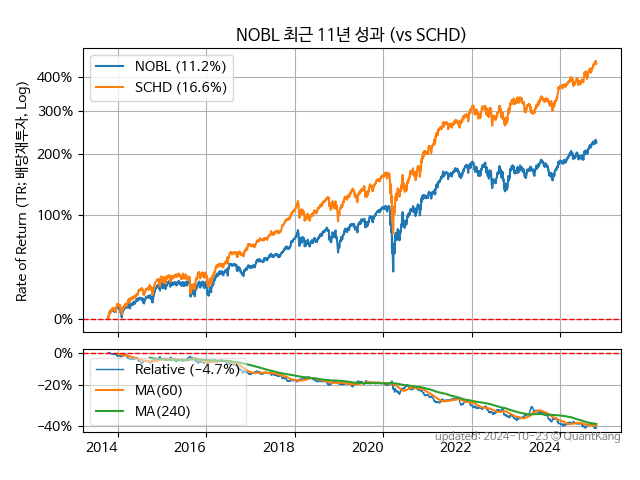 NOBL 최근 11년 성과 (vs SCHD)
NOBL (11.2%)
SCHD (16.6%)
400%
300%
200%
100%
0%
Rate of Return (TR: 배당재투자, Log)
0%
-20%
-40%
Relative (-4.7%)
MA(60)
MA(240)
updated: 2024-10-23 © QuantKang
2014 2016 2018 2020 2022 2024